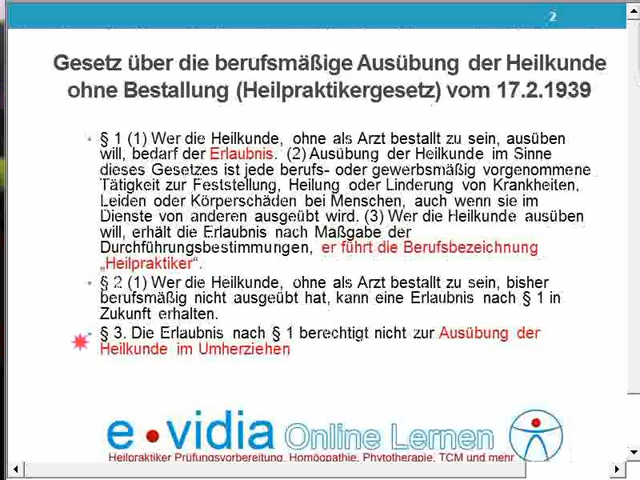 2
Gesetz über die berufsmäßige Ausübung der Heilkunde
ohne Bestallung (Heilpraktikergesetz) vom 17.2.1939
§ 1 (1) Wer die Heilkunde, ohne als Arzt bestallt zu sein, ausüben
will, bedarf der Erlaubnis. (2) Ausübung der Heilkunde im Sinne
dieses Gesetzes ist jede berufs- oder gewerbsmäßig vorgenommene
Tätigkeit zur Feststellung, Heilung oder Linderung von Krankheiten,
Leiden oder Körperschäden bei Menschen, auch wenn sie im
Dienste von anderen ausgeübt wird. (3) Wer die Heilkunde ausüben
will, erhält die Erlaubnis nach Maßgabe der
Durchführungsbestimmungen, er führt die Berufsbezeichnung
„Heilpraktiker“.
§ 2 (1) Wer die Heilkunde, ohne als Arzt bestallt zu sein, bisher
berufsmäßig nicht ausgeübt hat, kann eine Erlaubnis nach § 1 in
Zukunft erhalten.
§ 3. Die Erlaubnis nach § 1 berechtigt nicht zur Ausübung der
Heilkunde im Umherziehen
e•vidia Online Lernen
Heilpraktiker Prüfungsvorbereitung, Homöopathie, Phytotherapie, TCM und mehr